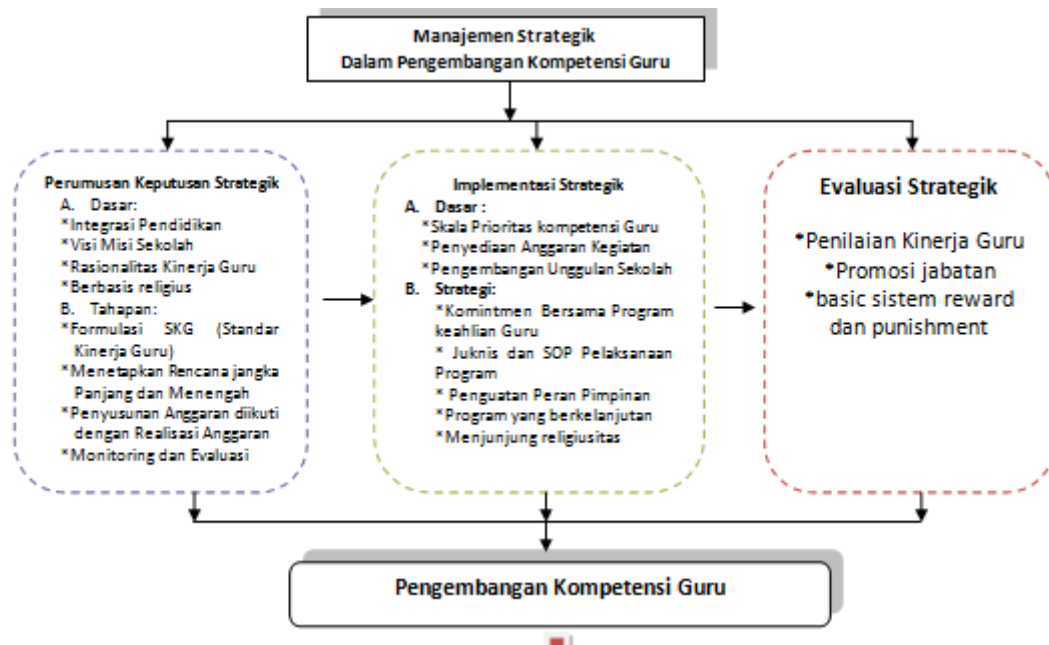 Manajemen Strategik
Dalam Pengembangan Kompetensi Guru
Perumusan Keputusan Strategik
A. Dasar:
*Integrasi Pendidikan
*Visi Misi Sekolah
*Rasionalitas Kinerja Guru
*Berbasis religius
B. Tahapan:
*Formulasi SKG (Standar
Kinerja Guru)
*Menetapkan Rencana jangka
Panjang dan Menengah
*Penyusunan Anggaran diikuti
dengan Realisasi Anggaran
*Monitoring dan Evaluasi
Implementasi Strategik
A. Dasar :
*Skala Prioritas kompetensi Guru
*Penyediaan Anggaran Kegiatan
*Pengembangan Unggulan Sekolah
B. Strategi:
*Komintmen Bersama Program
keahlian Guru
* Juknis dan SOP Pelaksanaan
Program
* Penguatan Peran Pimpinan
*Program yang berkelanjutan
*Menjunjung religiusitas
Evaluasi Strategik
*Penilaian Kinerja Guru
*Promosi jabatan
*basic sistem reward
dan punishment
Pengembangan Kompetensi Guru